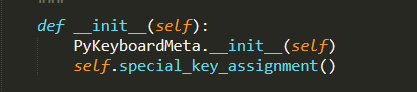 """
def __init__(self):
    PyKeyboardMeta.__init__(self)
    self.special_key_assignment()